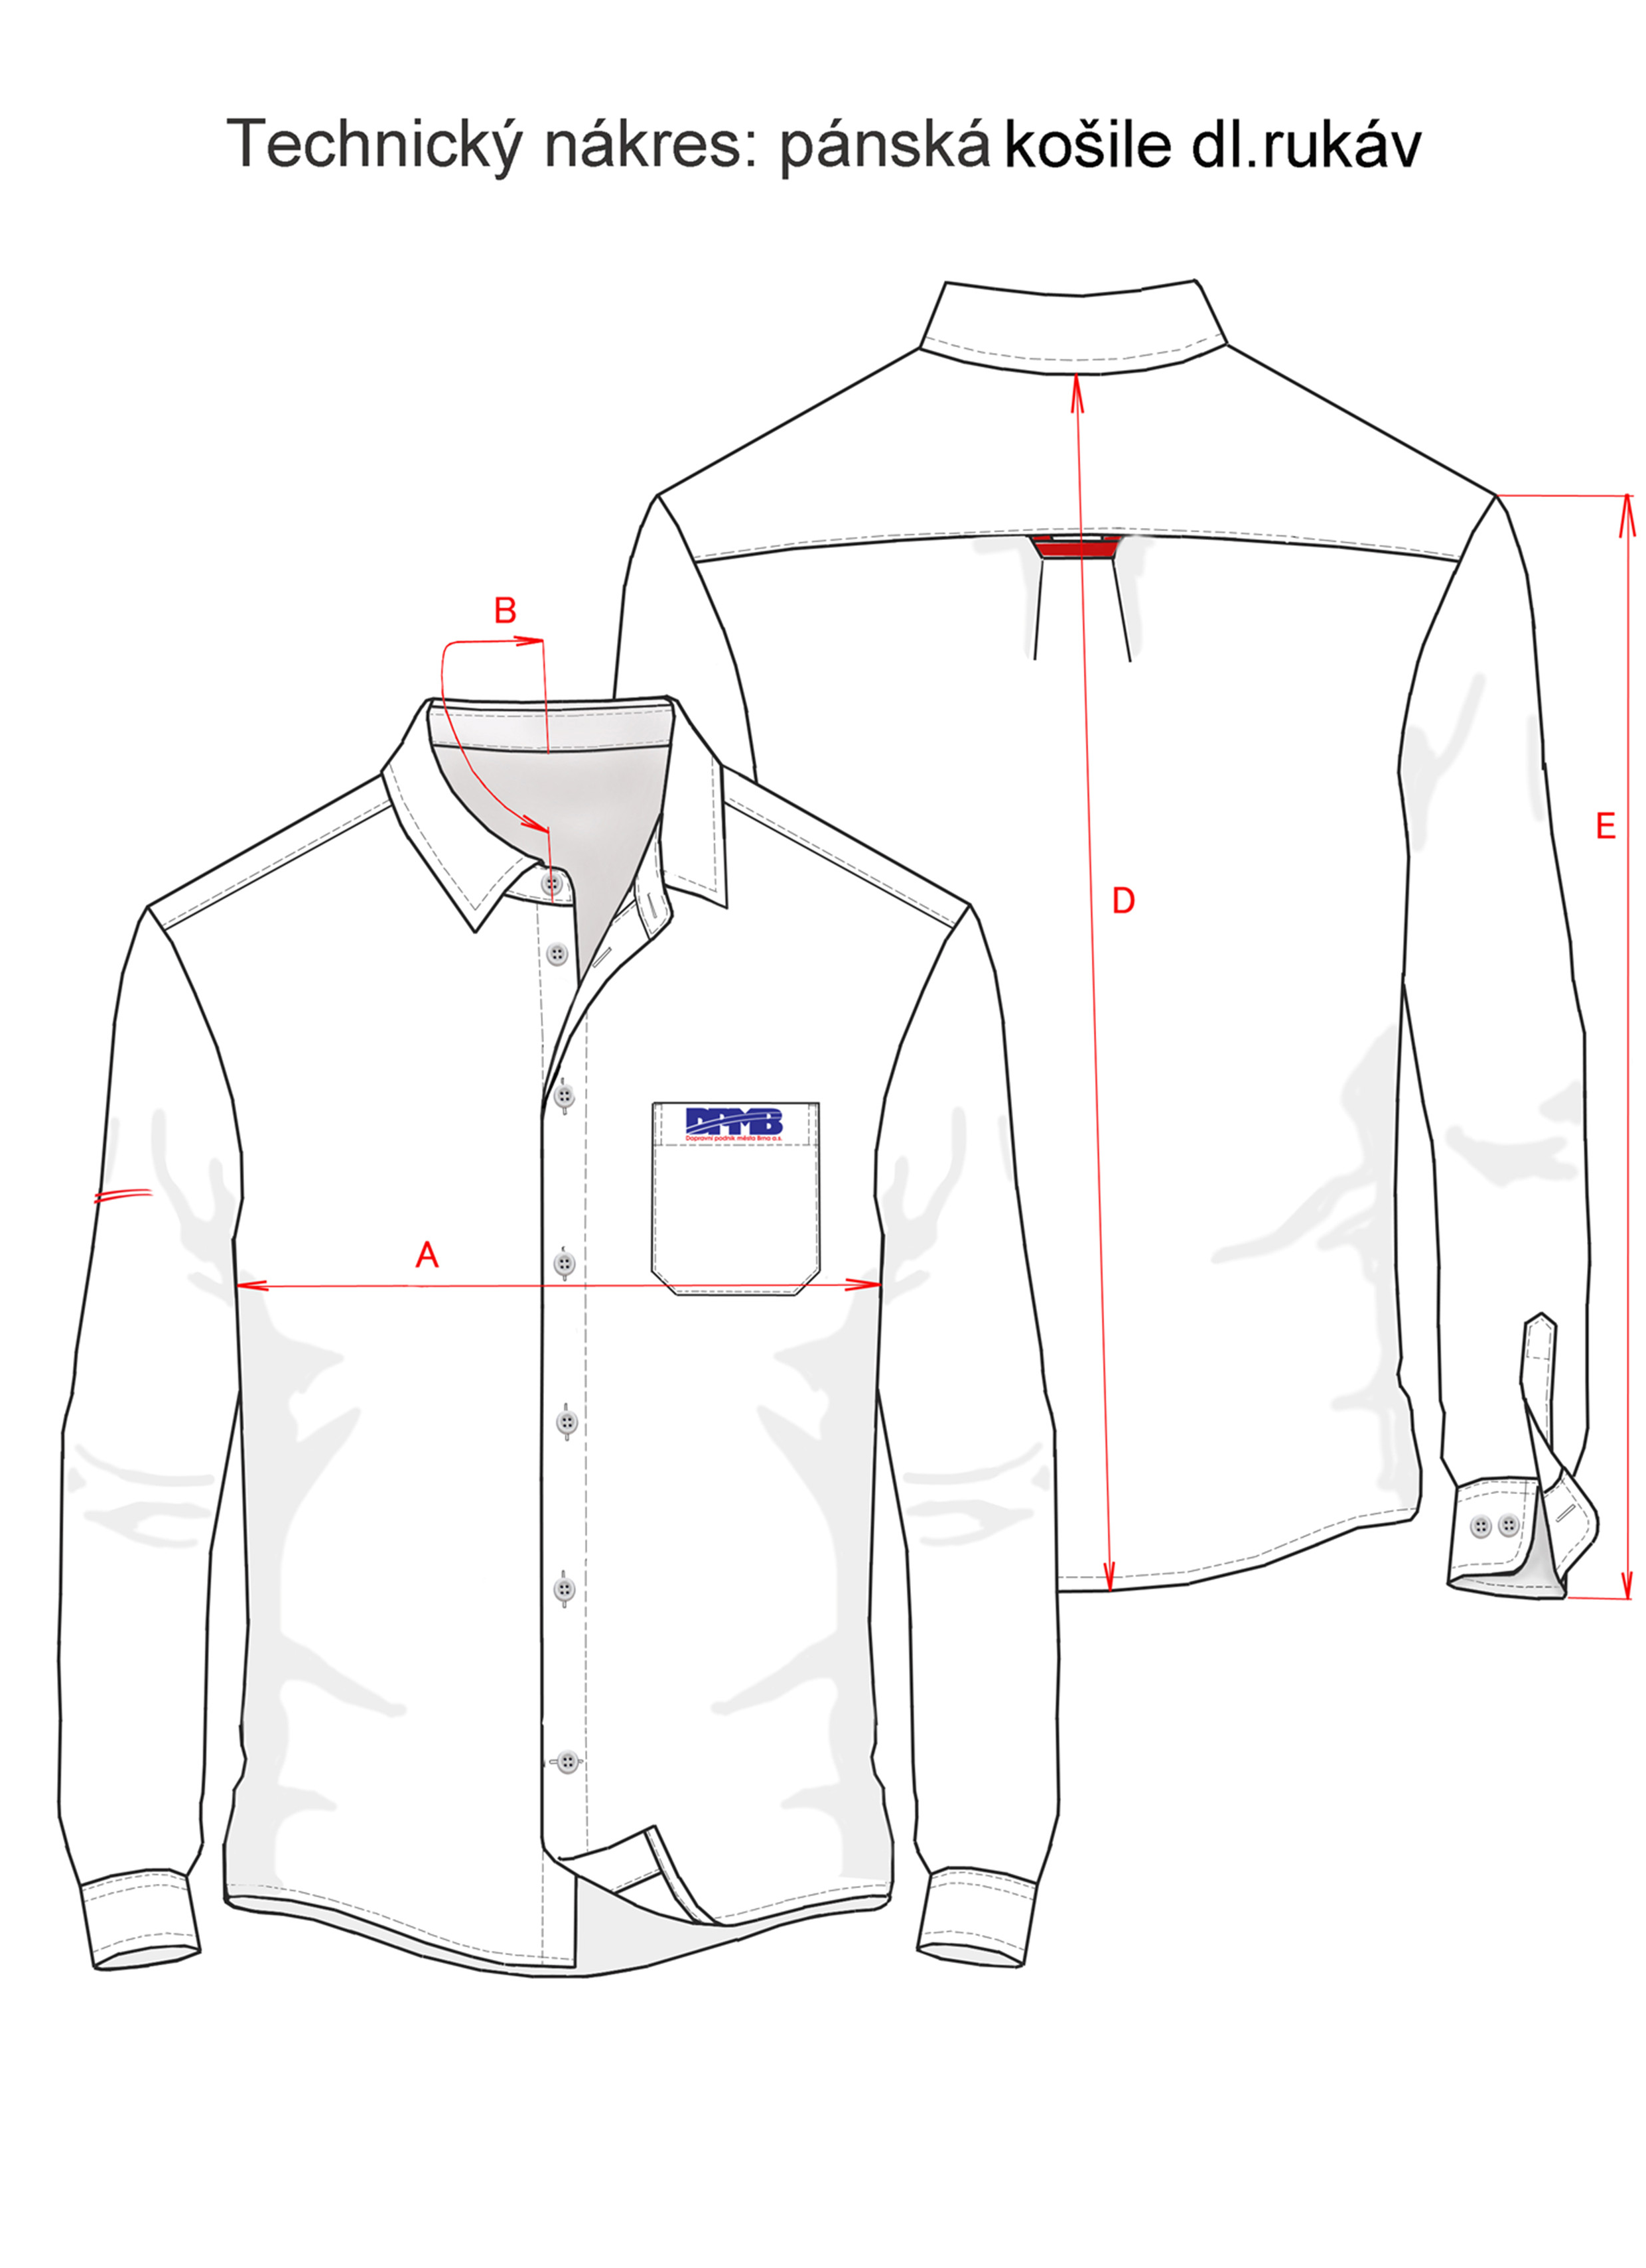 Technický nákres: pánská košile dl.rukáv
B
E
D
DPMB
Dopravní podnik města Brna a.s.
A